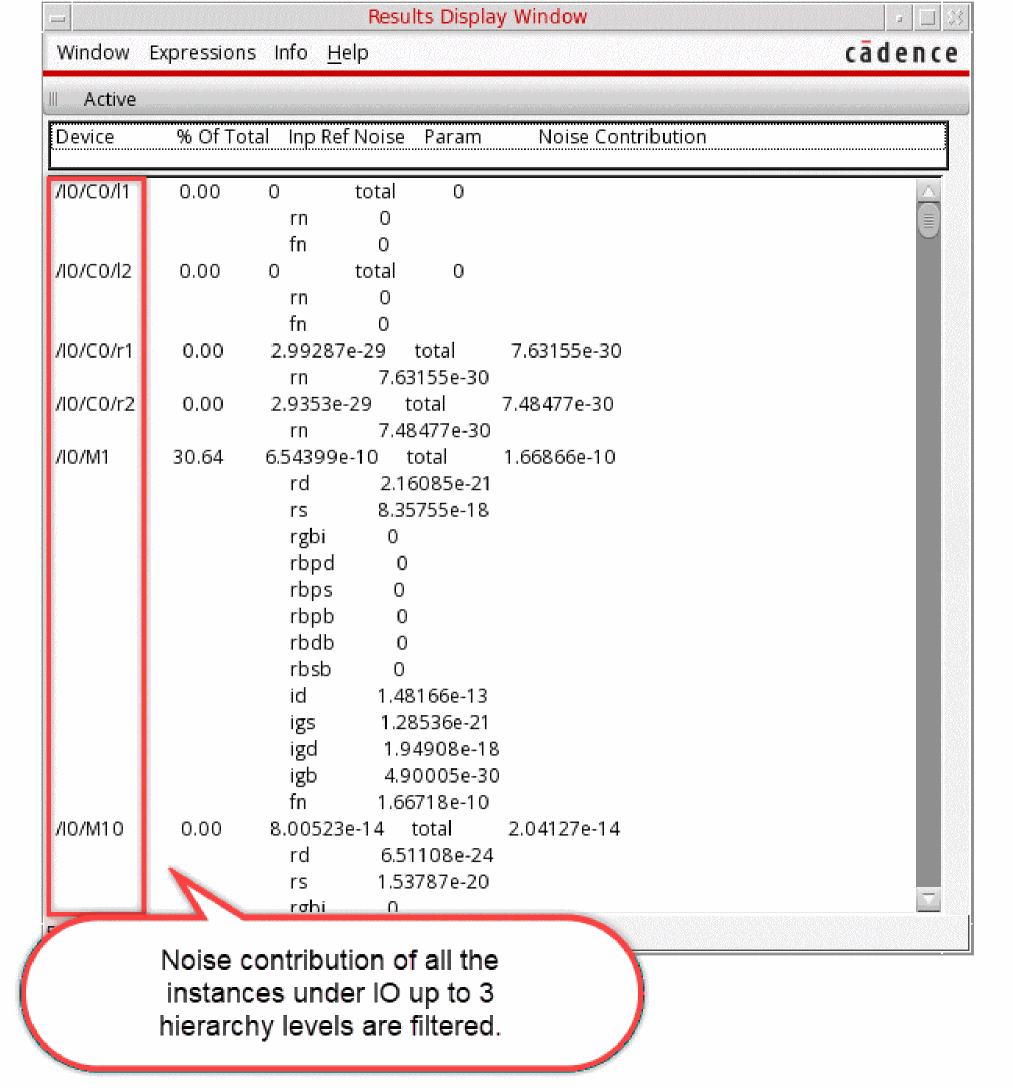 Results Display Window
Window Expressions Info Help cādence
Active
Device % Of Total Inp Ref Noise Param Noise Contribution
/I0/C0/l1 0.00 0 total 0
rn 0
fn 0
/I0/C0/l2 0.00 0 total 0
rn 0
fn 0
/I0/C0/r1 0.00 2.99287e-29 total 7.63155e-30
rn 7.63155e-30
/I0/C0/r2 0.00 2.9353e-29 total 7.48477e-30
rn 7.48477e-30
/I0/M1 30.64 6.54399e-10 total 1.66866e-10
rd 2.16085e-21
rs 8.35755e-18
rgbi 0
rbpd 0
rbps 0
rbpb 0
rbdb 0
rbsb 0
id 1.48166e-13
igs 1.28536e-21
igd 1.94908e-18
igb 4.90005e-30
fn 1.66718e-10
/I0/M10 0.00 8.00523e-14 total 2.04127e-14
rd 6.51108e-24
rs 1.53787e-20
rgbi 0
Noise contribution of all the
instances under IO up to 3
hierarchy levels are filtered.